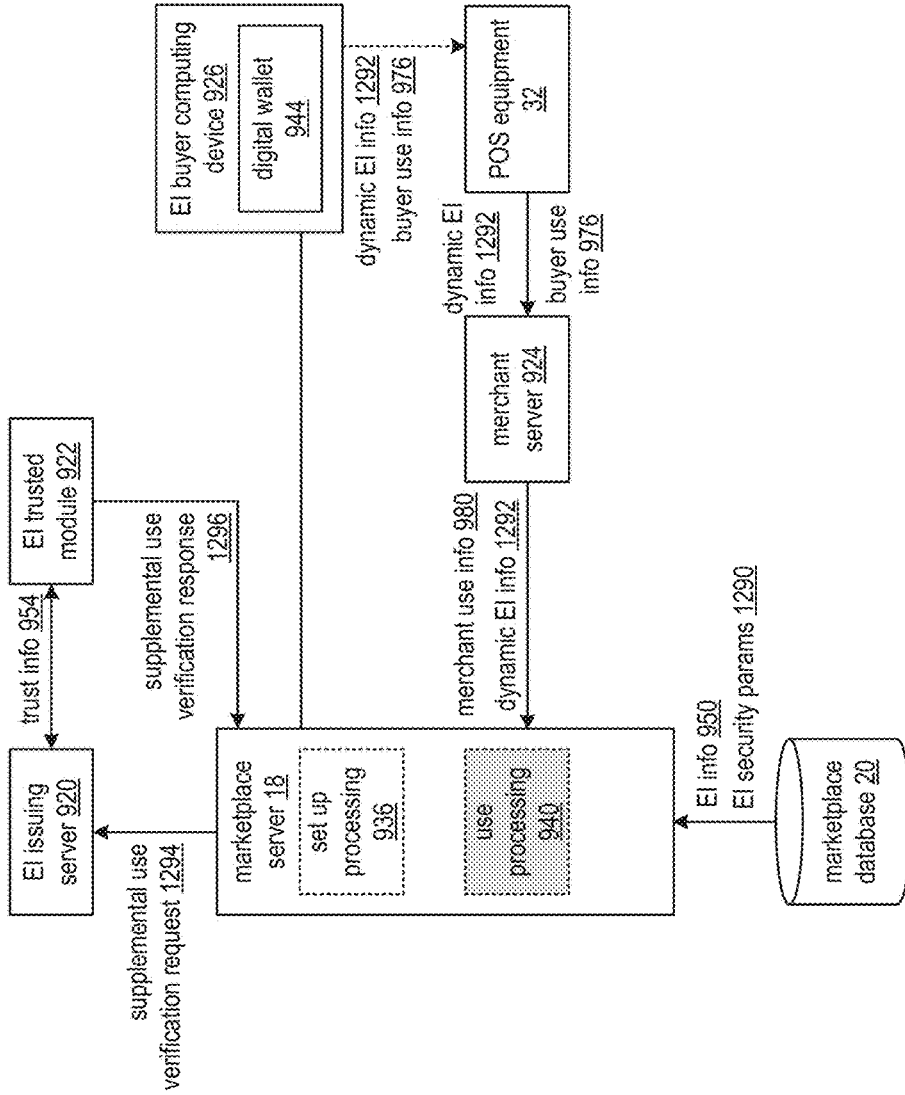 supplemental use
verification request 1294
EI issuing
server 920
trust info 954
EI trusted
module 922
supplemental use
verification response
1296
marketplace
server 18
set up
processing
936
use
processing
940
EI buyer computing
device 926
digital wallet
944
dynamic EI info 1292
buyer use info 976
merchant use info 980
dynamic EI info 1292
merchant
server 924
dynamic EI
info 1292
buyer use
info 976
POS equipment
32
EI info 950
EI security params 1290
marketplace
database 20